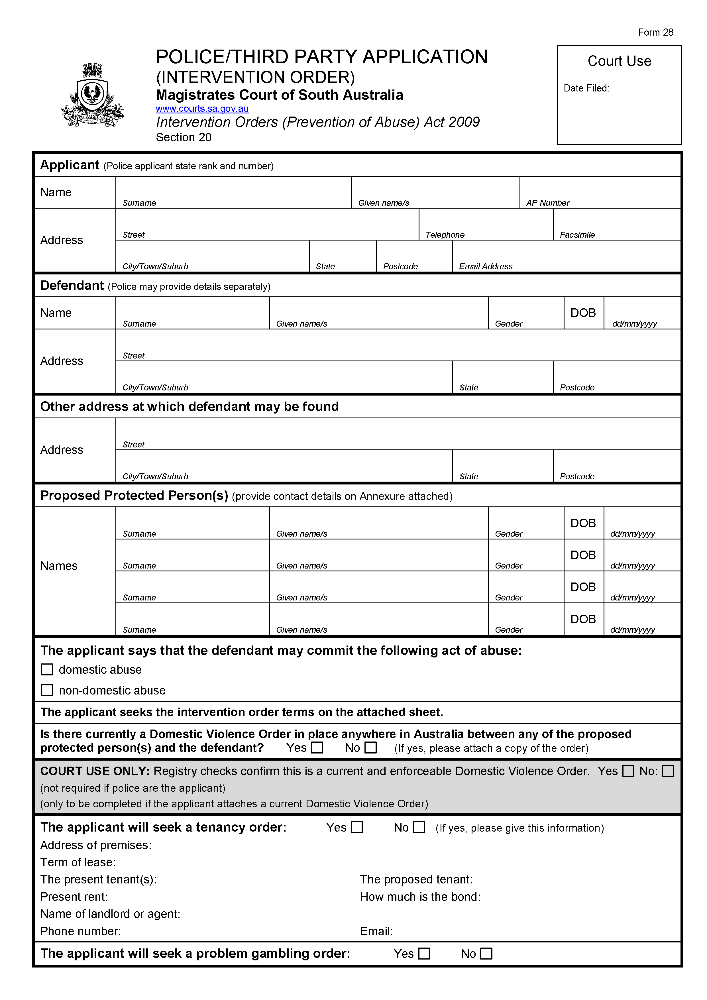 Form 28
POLICE/THIRD PARTY APPLICATION
(INTERVENTION ORDER)
Magistrates Court of South Australia
www.courts.sa.gov.au
Intervention Orders (Prevention of Abuse) Act 2009
Section 20
SOUTH AUSTRALIA
Court Use
Date Filed:
Applicant (Police applicant state rank and number)
Name
Surname Given name/s AP Number
Address
Street Telephone Facsimile
City/Town/Suburb State Postcode Email Address
Defendant (Police may provide details separately)
Name
Surname Given name/s Gender DOB dd/mm/yyyy
Address
Street
City/Town/Suburb State Postcode
Other address at which defendant may be found
Address
Street
City/Town/Suburb State Postcode
Proposed Protected Person(s) (provide contact details on Annexure attached)
Names
Surname Given name/s Gender DOB dd/mm/yyyy
Surname Given name/s Gender DOB dd/mm/yyyy
Surname Given name/s Gender DOB dd/mm/yyyy
Surname Given name/s Gender DOB dd/mm/yyyy
The applicant says that the defendant may commit the following act of abuse:
domestic abuse
non-domestic abuse
The applicant seeks the intervention order terms on the attached sheet.
Is there currently a Domestic Violence Order in place anywhere in Australia between any of the proposed
protected person(s) and the defendant? Yes No (If yes, please attach a copy of the order)
COURT USE ONLY: Registry checks confirm this is a current and enforceable Domestic Violence Order. Yes No:
(not required if police are the applicant)
(only to be completed if the applicant attaches a current Domestic Violence Order)
The applicant will seek a tenancy order: Yes No (If yes, please give this information)
Address of premises:
Term of lease:
The present tenant(s): The proposed tenant:
Present rent: How much is the bond:
Name of landlord or agent:
Phone number: Email:
The applicant will seek a problem gambling order: Yes No